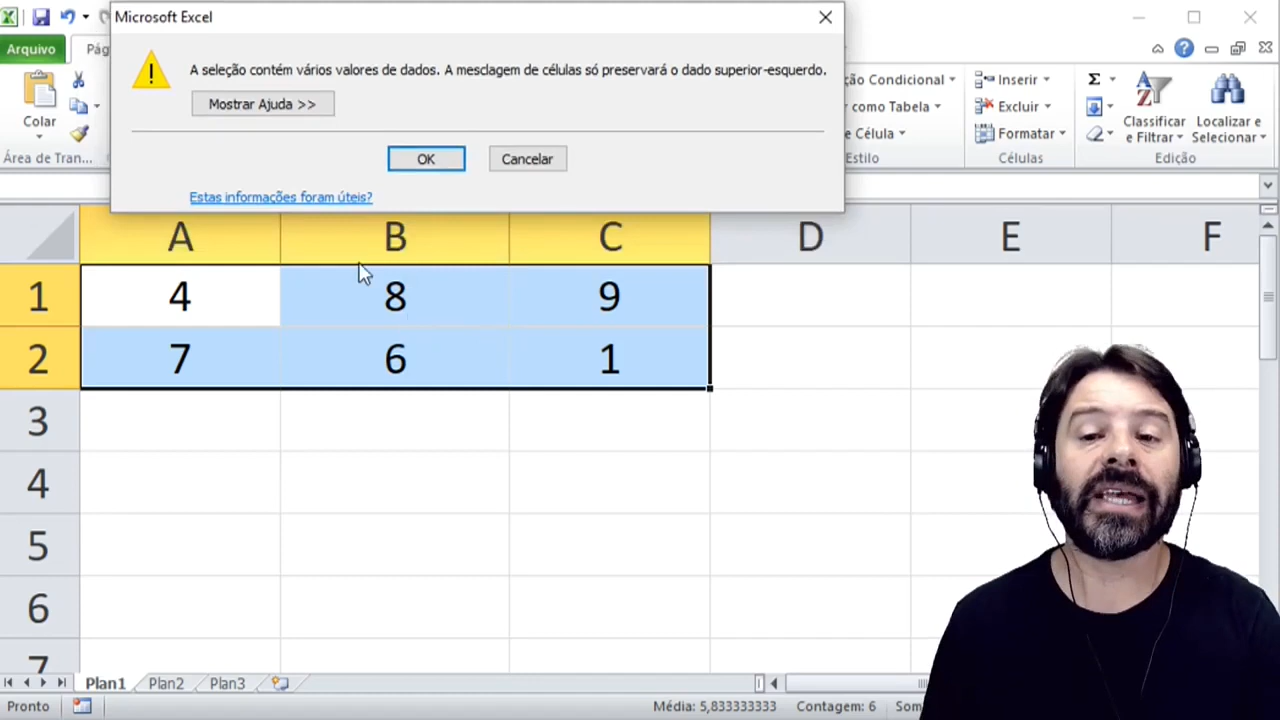 Microsoft Excel
Arquivo
Pág
A seleção contém vários valores de dados. A mesclagem de células só preservará o dado superior-esquerdo.
Mostrar Ajuda >>
OK
Cancelar
Estas informações foram úteis?
Colar
Área de Tran...
ção Condicional
como Tabela
e Célula
Estilo
Inserir
Excluir
Formatar
Células
Σ
Classificar e Filtrar
Localizar e Selecionar
Edição
A B C D E F
1 4 8 9
2 7 6 1
3
4
5
6
7
Plan1 Plan2 Plan3
Pronto
Média: 5,833333333 Contagem: 6 Som